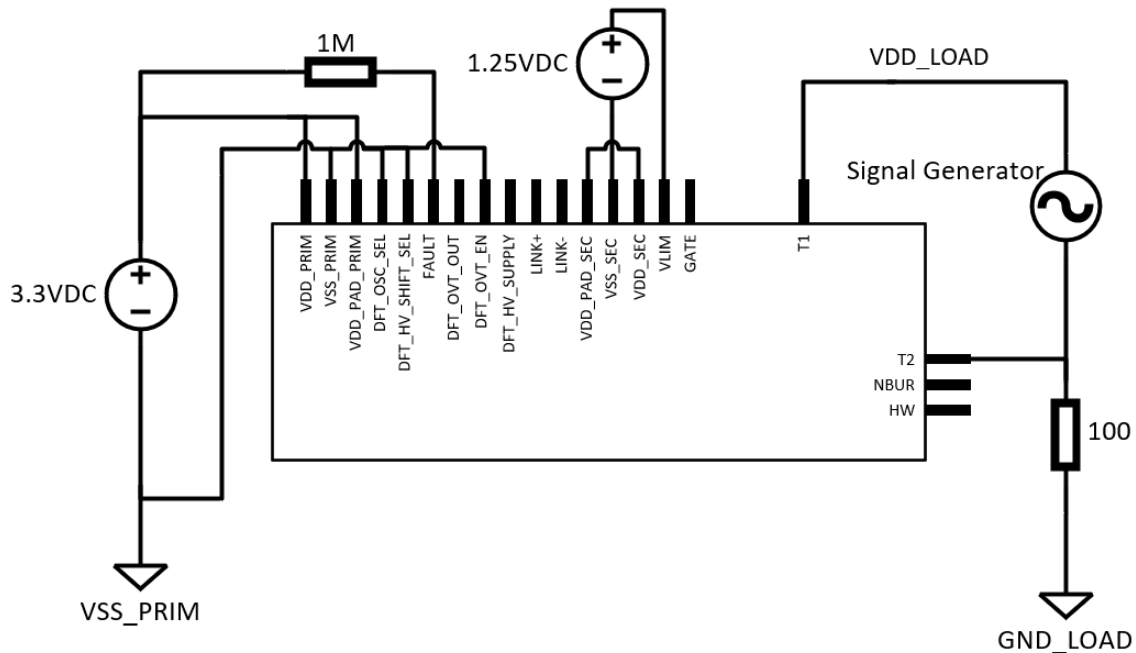 1M
1.25VDC
VDD_LOAD
Signal Generator
3.3VDC
VDD_PRIM
VSS_PRIM
VDD_PAD_PRIM
DFT_OSC_SEL
DFT_HV_SHIFT_SEL
FAULT
DFT_OVT_OUT
DFT_OVT_EN
DFT_HV_SUPPLY
LINK+
LINK-
VDD_PAD_SEC
VSS_SEC
VDD_SEC
VLIM
GATE
T1
T2
NBUR
HW
100
VSS_PRIM
GND_LOAD